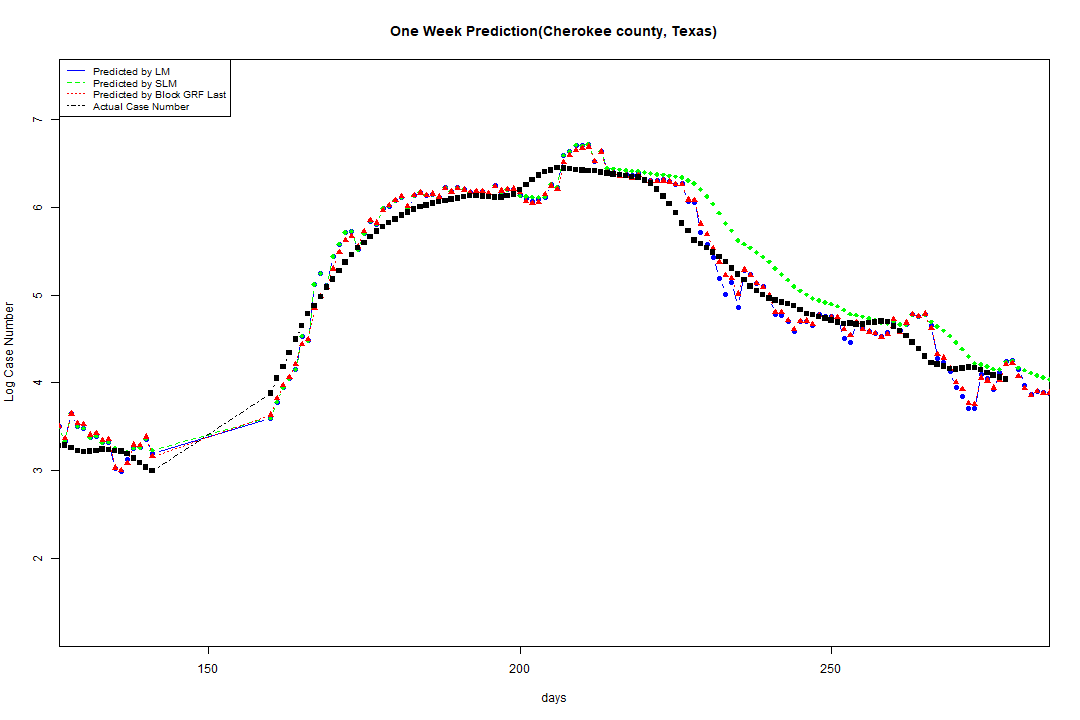 One Week Prediction(Cherokee county, Texas)
Predicted by LM
Predicted by SLM
Predicted by Block GRF Last
Actual Case Number
7
6
5
4
3
2
Log Case Number
150
200
250
days